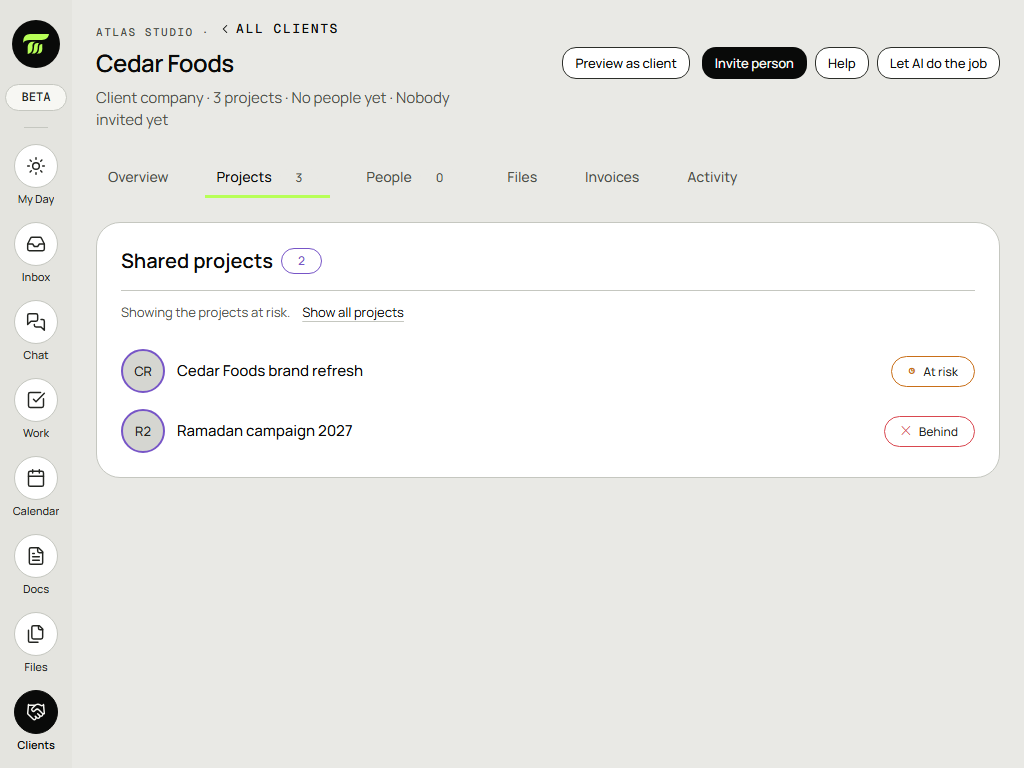 ATLAS STUDIO · ALL CLIENTS
Cedar Foods
Client company · 3 projects · No people yet · Nobody
invited yet
Preview as client
Invite person
Help
Let AI do the job
BETA
My Day
Inbox
Chat
Work
Calendar
Docs
Files
Clients
Overview
Projects 3
People 0
Files
Invoices
Activity
Shared projects 2
Showing the projects at risk. Show all projects
CR Cedar Foods brand refresh At risk
R2 Ramadan campaign 2027 Behind